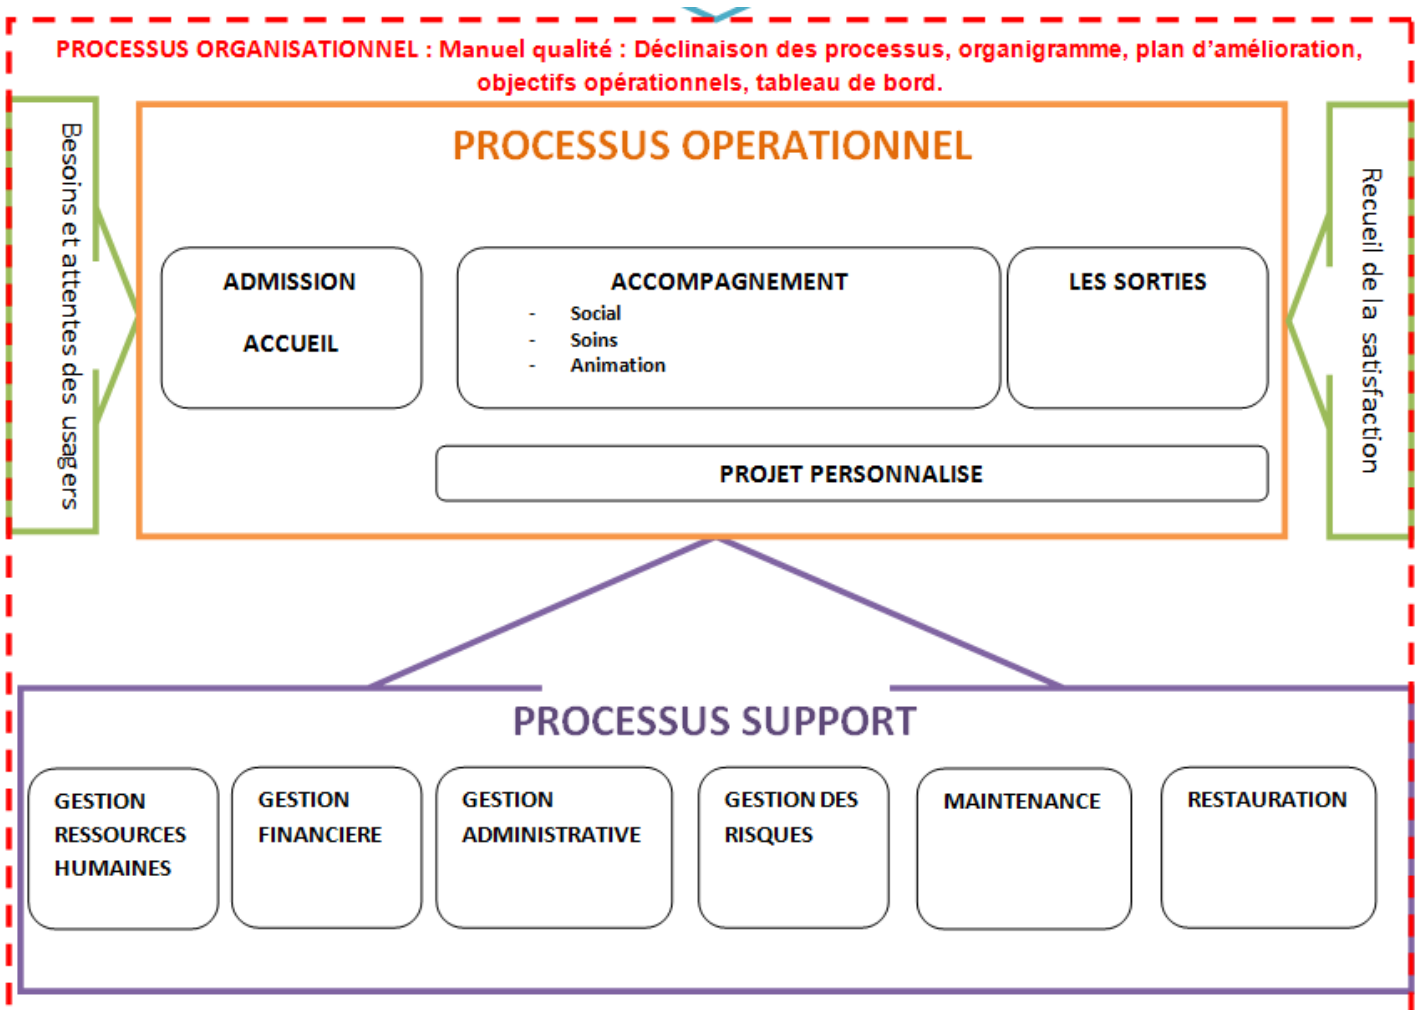 PROCESSUS ORGANISATIONNEL : Manuel qualité : Déclinaison des processus, organigramme, plan d'amélioration,
objectifs opérationnels, tableau de bord.
Besoins et attentes des usagers
PROCESSUS OPERATIONNEL
ADMISSION
ACCUEIL
ACCOMPAGNEMENT
- Social
- Soins
- Animation
LES SORTIES
PROJET PERSONNALISE
Recueil de la satisfaction
PROCESSUS SUPPORT
GESTION
RESSOURCES
HUMAINES
GESTION
FINANCIERE
GESTION
ADMINISTRATIVE
GESTION DES
RISQUES
MAINTENANCE
RESTAURATION